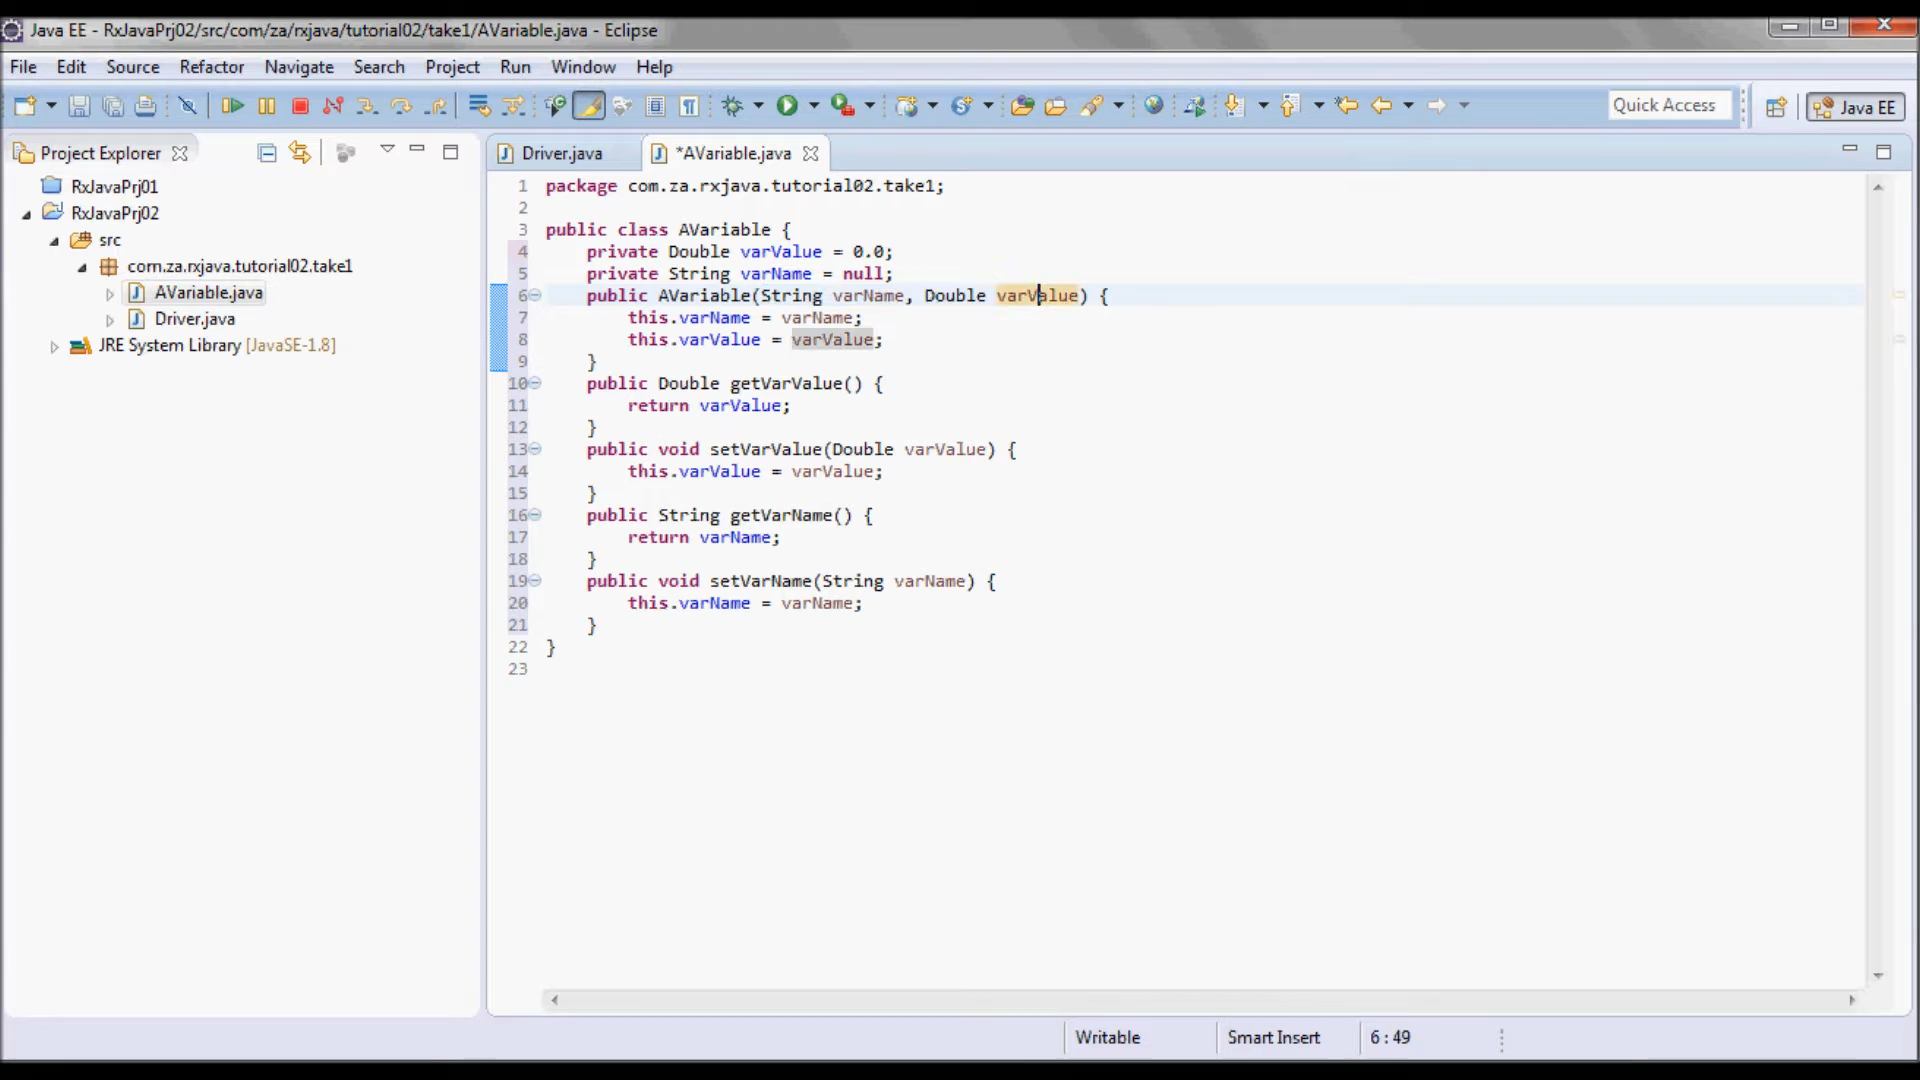 Java EE - RxJavaPrj02/src/com/za/rxjava/tutorial02/take1/AVariable.java - Eclipse
File Edit Source Refactor Navigate Search Project Run Window Help
Quick Access Java EE
Project Explorer
RxJavaPrj01
RxJavaPrj02
src
com.za.rxjava.tutorial02.take1
AVariable.java
Driver.java
JRE System Library [JavaSE-1.8]
Driver.java *AVariable.java
1 package com.za.rxjava.tutorial02.take1;
2
3 public class AVariable {
4 private Double varValue = 0.0;
5 private String varName = null;
6 public AVariable(String varName, Double varValue) {
7 this.varName = varName;
8 this.varValue = varValue;
9 }
10 public Double getVarValue() {
11 return varValue;
12 }
13 public void setVarValue(Double varValue) {
14 this.varValue = varValue;
15 }
16 public String getVarName() {
17 return varName;
18 }
19 public void setVarName(String varName) {
20 this.varName = varName;
21 }
22 }
23
Writable Smart Insert 6 : 49